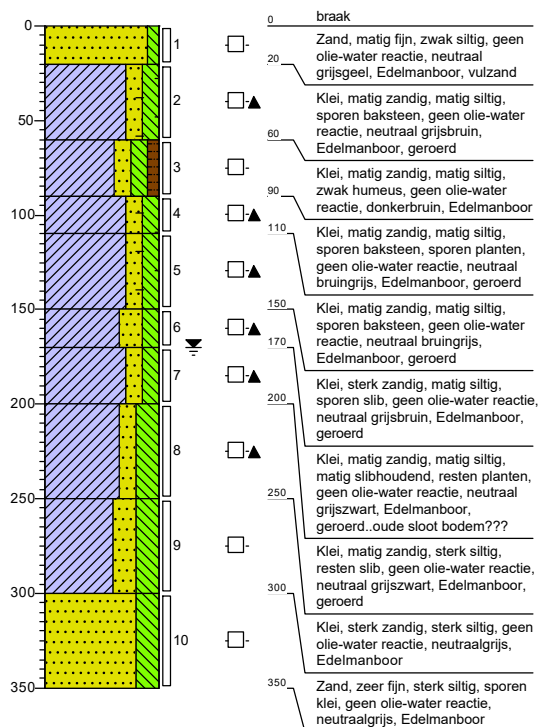 0
50
100
150
200
250
300
350
1
2
3
4
5
6
7
8
9
10
0
braak
Zand, matig fijn, zwak siltig, geen
olie-water reactie, neutraal
grijsgeel, Edelmanboor, vulzand
20
Klei, matig zandig, matig siltig,
sporen baksteen, geen olie-water
reactie, neutraal grijsbruin,
Edelmanboor, geroerd
60
Klei, matig zandig, matig siltig,
zwak humeus, geen olie-water
reactie, donkerbruin, Edelmanboor
90
Klei, matig zandig, matig siltig,
sporen baksteen, sporen planten,
geen olie-water reactie, neutraal
bruingrijs, Edelmanboor, geroerd
110
Klei, matig zandig, matig siltig,
sporen baksteen, geen olie-water
reactie, neutraal bruingrijs,
Edelmanboor, geroerd
150
Klei, sterk zandig, matig siltig,
sporen slib, geen olie-water reactie,
neutraal grijsbruin, Edelmanboor,
geroerd
170
Klei, matig zandig, matig siltig,
matig slibhoudend, resten planten,
geen olie-water reactie, neutraal
grijszwart, Edelmanboor,
geroerd..oude sloot bodem???
200
Klei, matig zandig, sterk siltig,
resten slib, geen olie-water reactie,
neutraal grijszwart, Edelmanboor,
geroerd
250
Klei, sterk zandig, sterk siltig, geen
olie-water reactie, neutraalgrijs,
Edelmanboor
300
Zand, zeer fijn, sterk siltig, sporen
klei, geen olie-water reactie,
neutraalgrijs, Edelmanboor
350